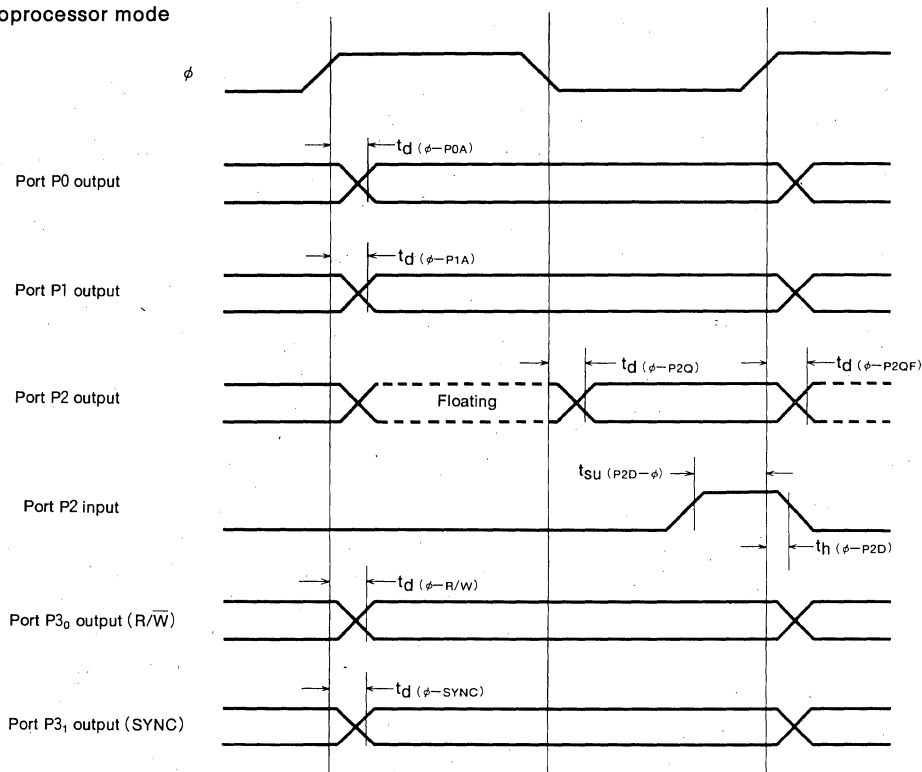 oprocessor mode
φ
td (φ–P0A)
Port P0 output
td (φ–P1A)
Port P1 output
td (φ–P2Q)
td (φ–P2QF)
Port P2 output
Floating
tsu (P2D–φ)
Port P2 input
th (φ–P2D)
td (φ–R/W)
Port P3₀ output (R/W̅)
td (φ–SYNC)
Port P3₁ output (SYNC)